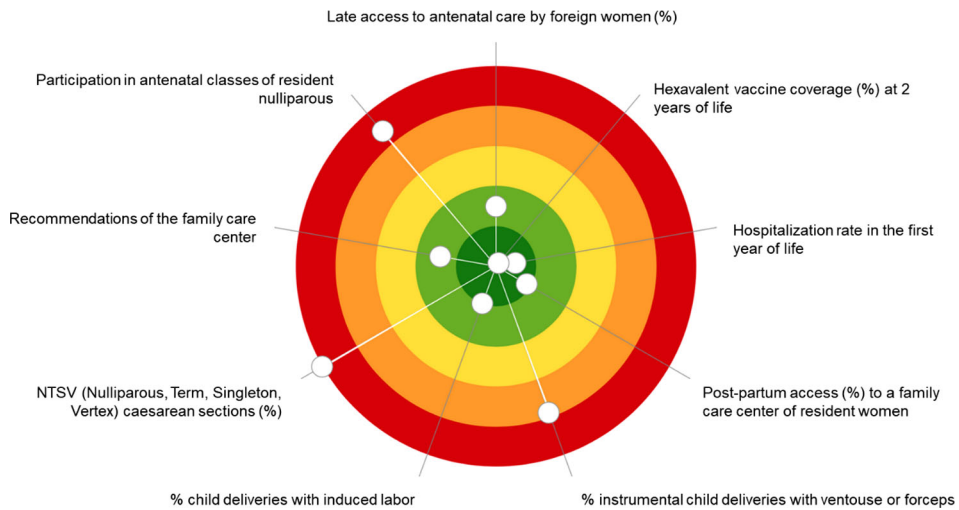 Late access to antenatal care by foreign women (%)
Participation in antenatal classes of resident
nulliparous
Hexavalent vaccine coverage (%) at 2
years of life
Recommendations of the family care
center
Hospitalization rate in the first
year of life
NTSV (Nulliparous, Term, Singleton,
Vertex) caesarean sections (%)
Post-partum access (%) to a family
care center of resident women
% child deliveries with induced labor
% instrumental child deliveries with ventouse or forceps